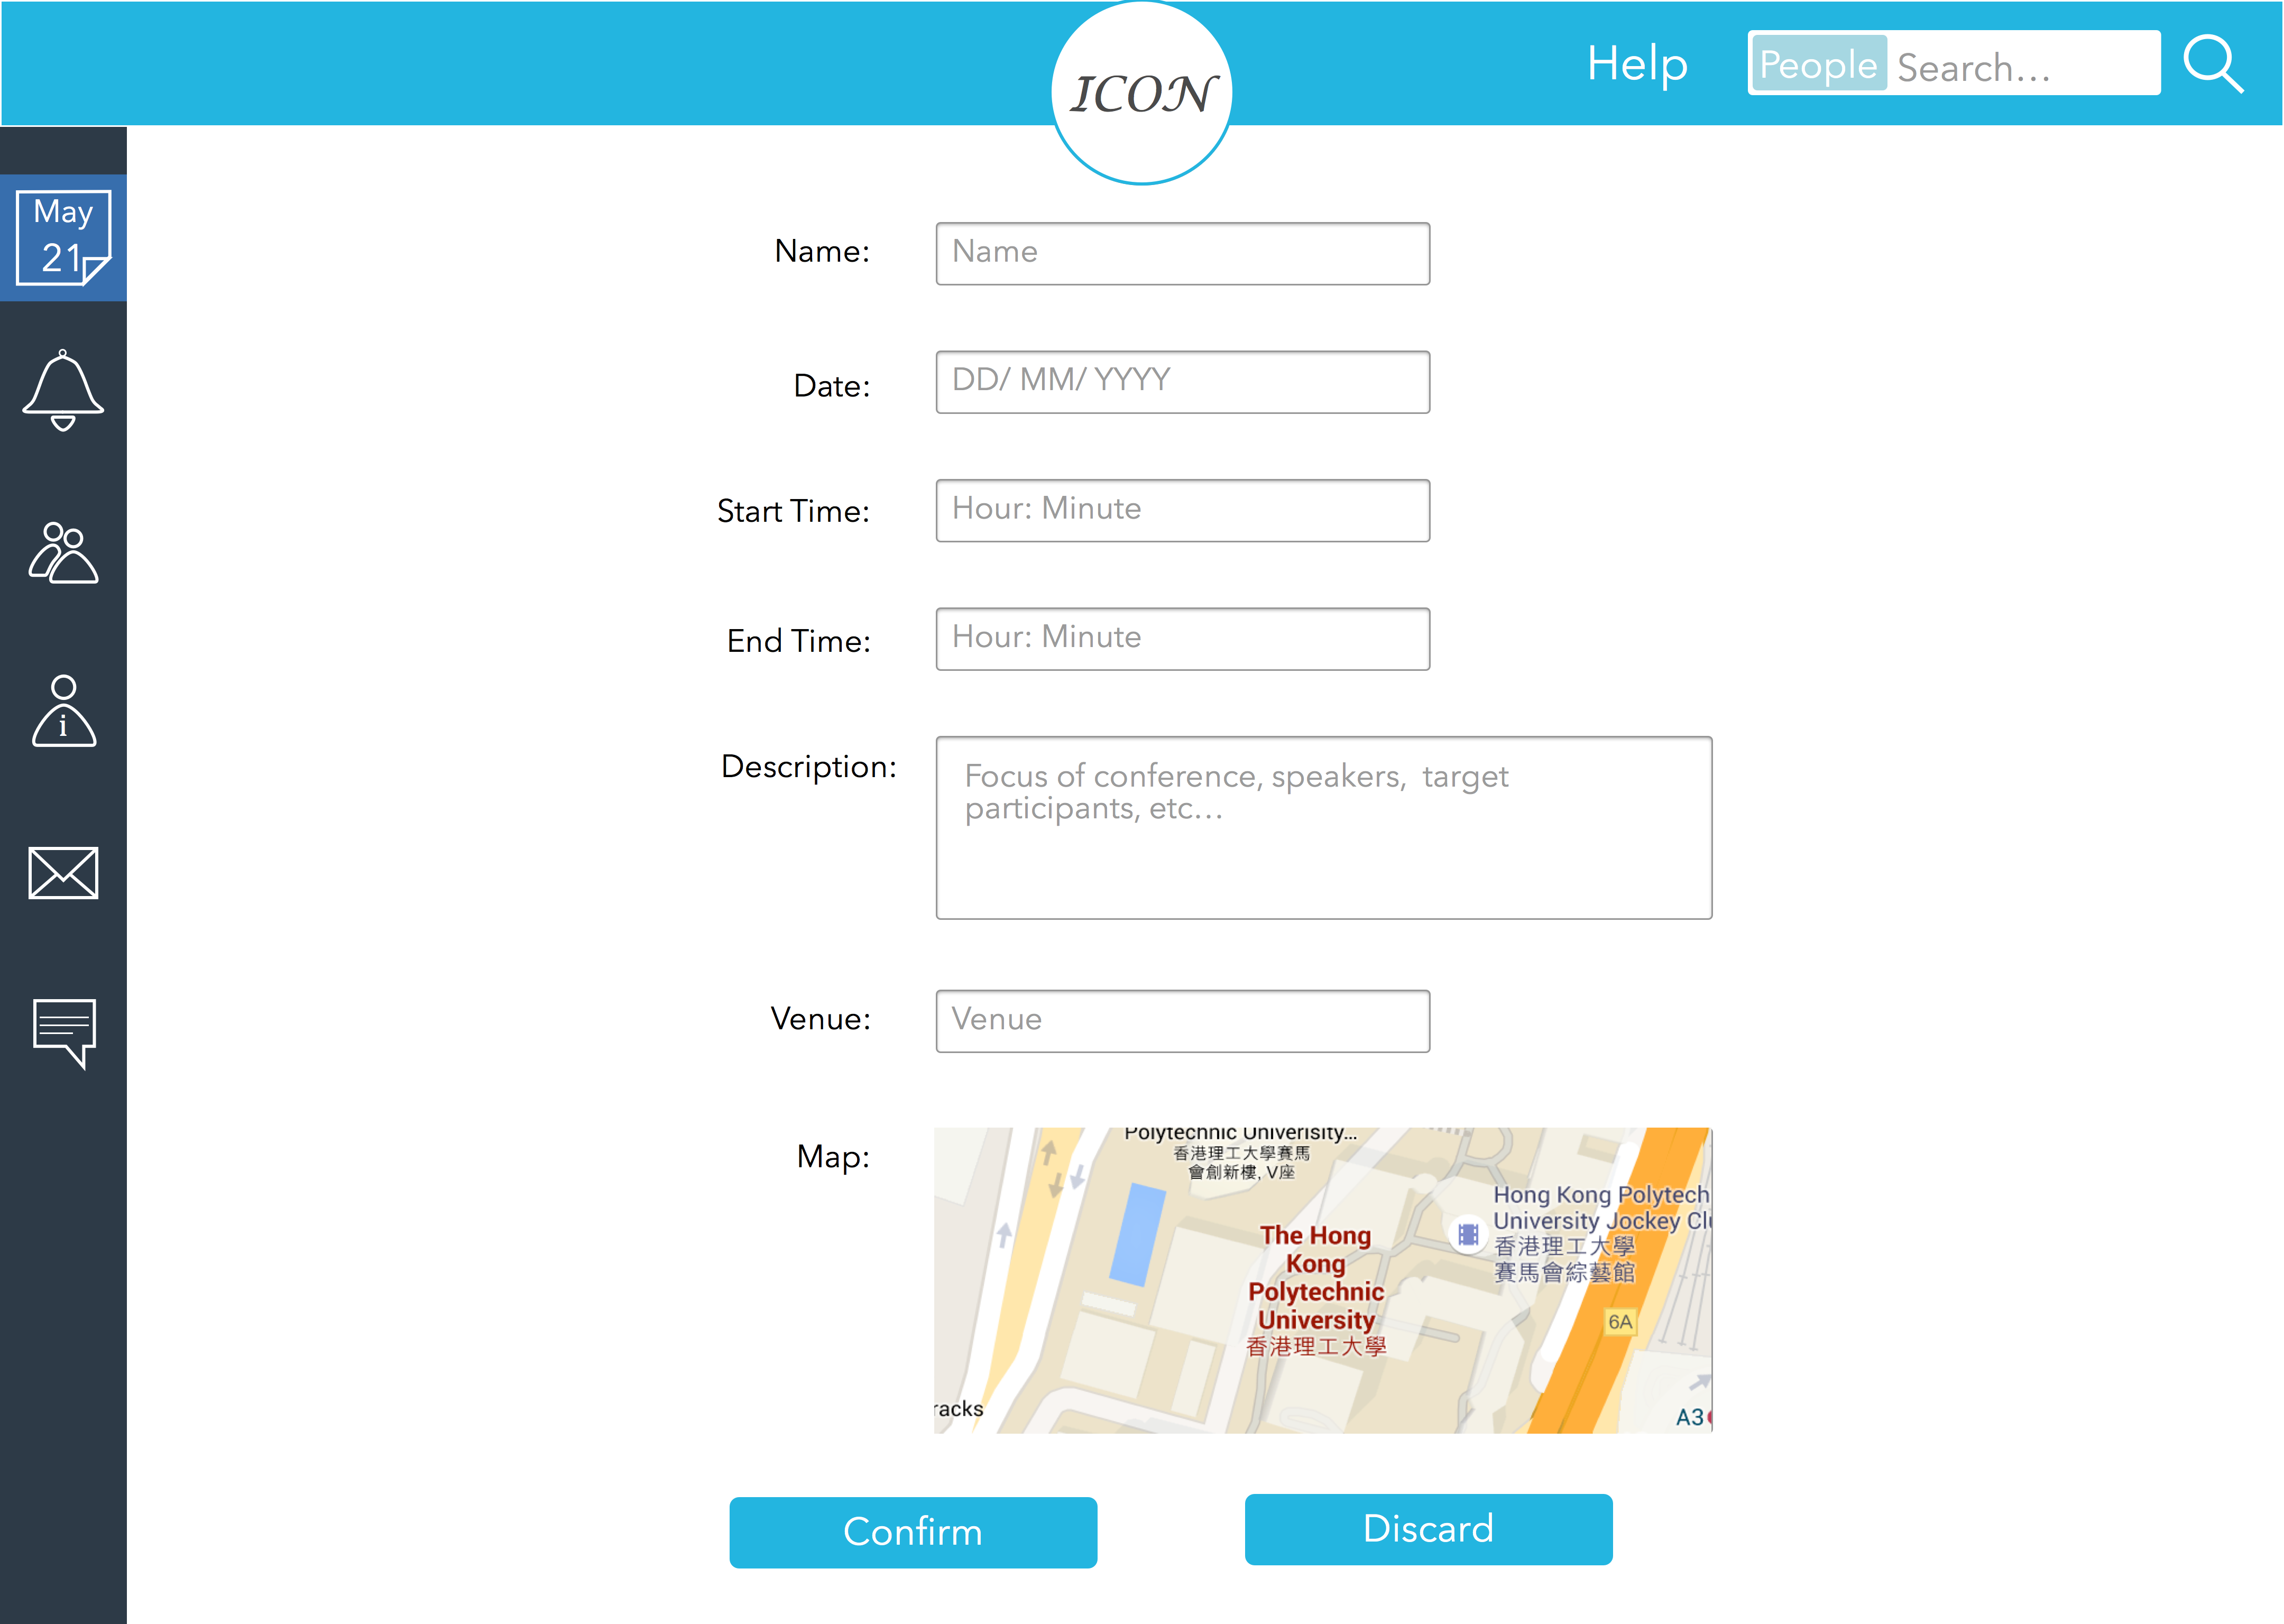 ICON
Help
People
Search...
May
21
i
Name:
Name
Date:
DD/ MM/ YYYY
Start Time:
Hour: Minute
End Time:
Hour: Minute
Description:
Focus of conference, speakers,  target
participants, etc...
Venue:
Venue
Map:
Polytechnic Univerisity...
香港理工大學賽馬
會創新樓, V座
Hong Kong Polytech
University Jockey Clu
香港理工大學
賽馬會綜藝館
The Hong
Kong
Polytechnic
University
香港理工大學
6A
racks
A3
Confirm
Discard